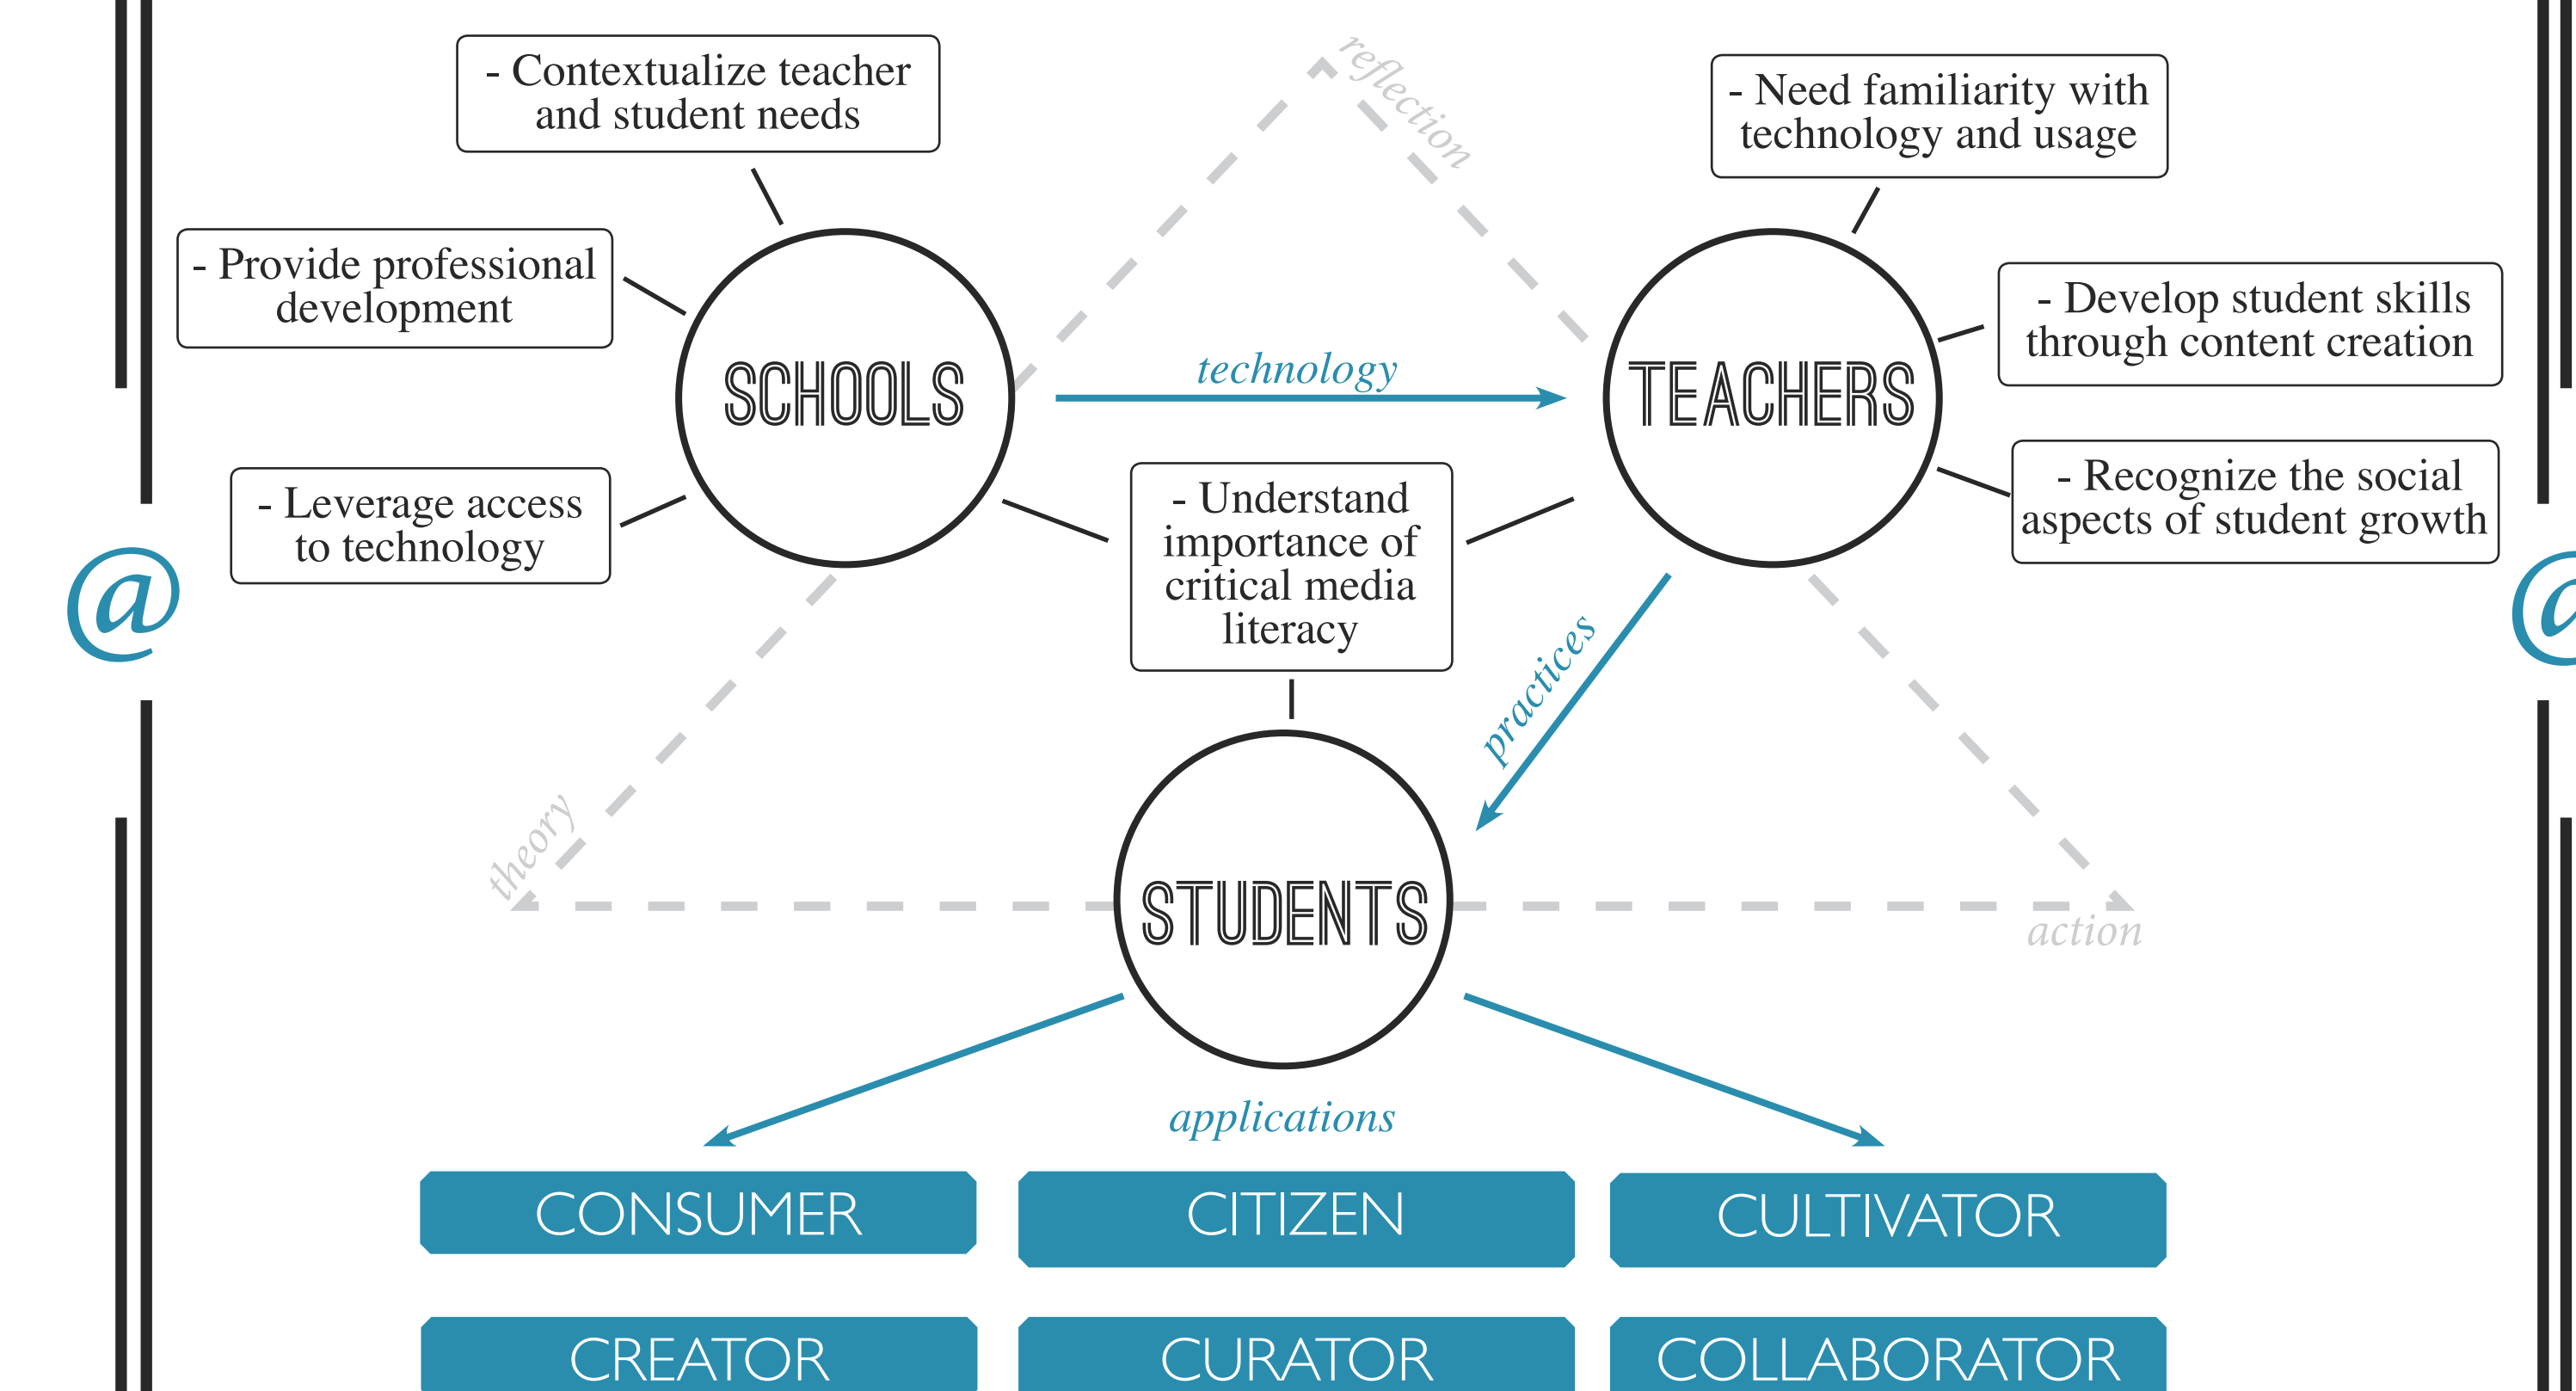 - Contextualize teacher
and student needs
reflection
- Need familiarity with
technology and usage
- Provide professional
development
- Develop student skills
through content creation
SCHOOLS
technology
TEACHERS
- Leverage access
to technology
- Understand
importance of
critical media
literacy
- Recognize the social
aspects of student growth
@
@
practices
theory
STUDENTS
action
applications
CONSUMER
CITIZEN
CULTIVATOR
CREATOR
CURATOR
COLLABORATOR